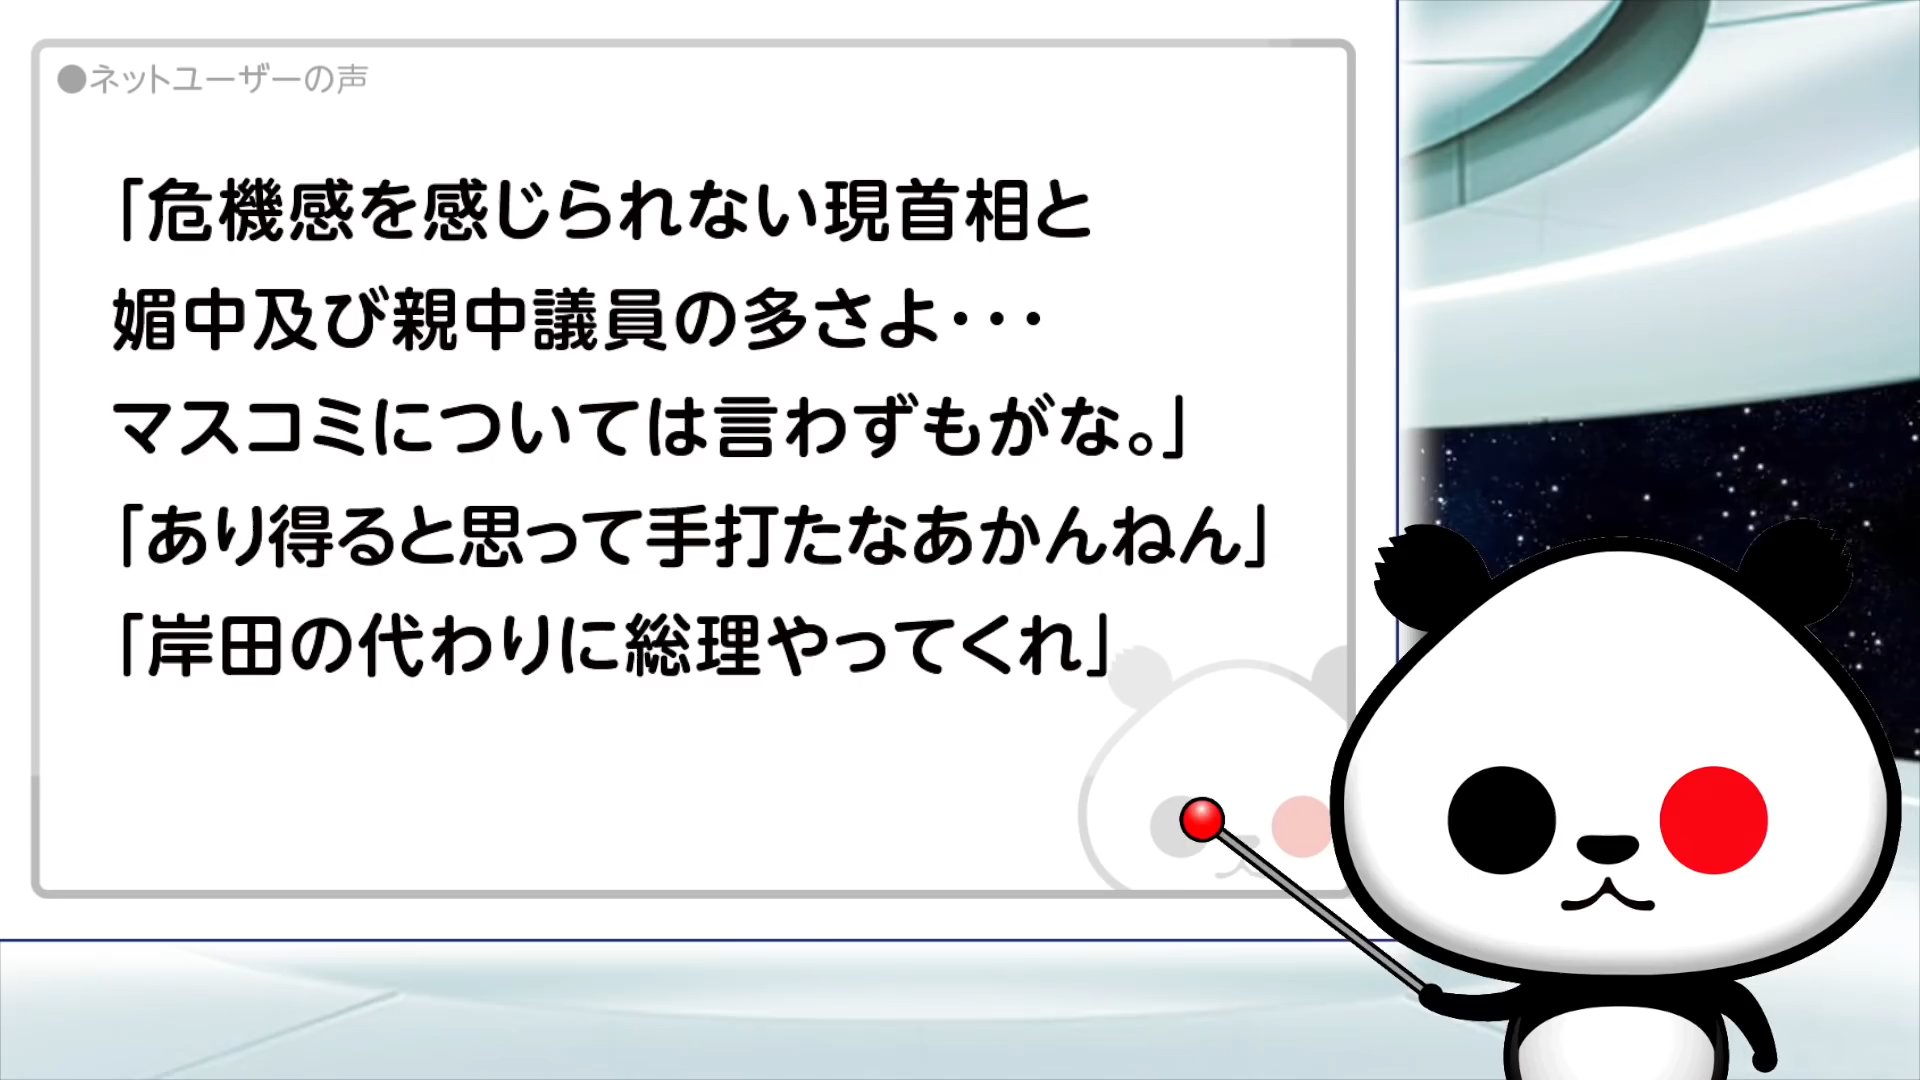 ●ネットユーザーの声
「危機感を感じられない現首相と
媚中及び親中議員の多さよ・・・
マスコミについては言わずもがな。」
「あり得ると思って手打たなあかんねん」
「岸田の代わりに総理やってくれ」